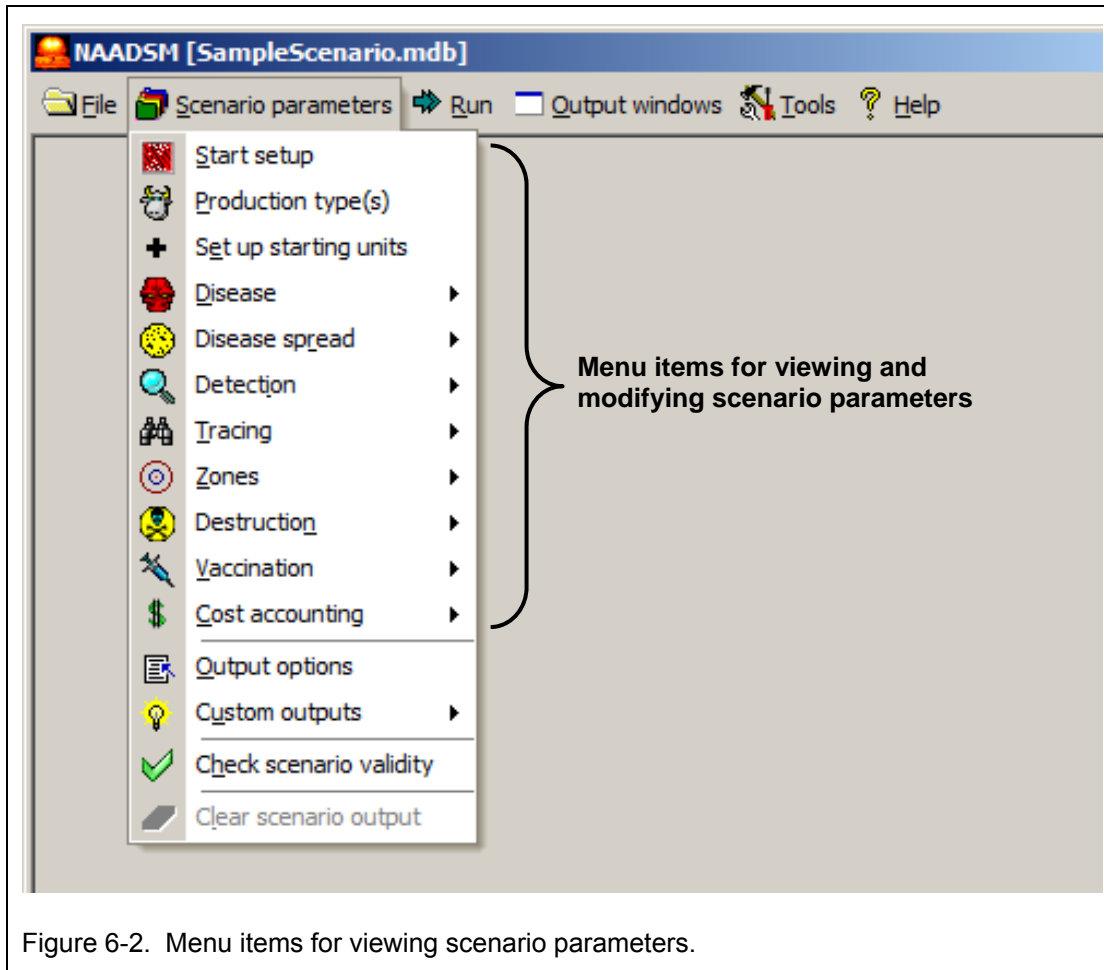 NAADSM [SampleScenario.mdb]
File Scenario parameters Run Output windows Tools ? Help
Start setup
Production type(s)
Set up starting units
Disease
Disease spread
Detection
Menu items for viewing and
modifying scenario parameters
Tracing
Zones
Destruction
Vaccination
$ Cost accounting
Output options
Custom outputs
Check scenario validity
Clear scenario output
Figure 6-2. Menu items for viewing scenario parameters.